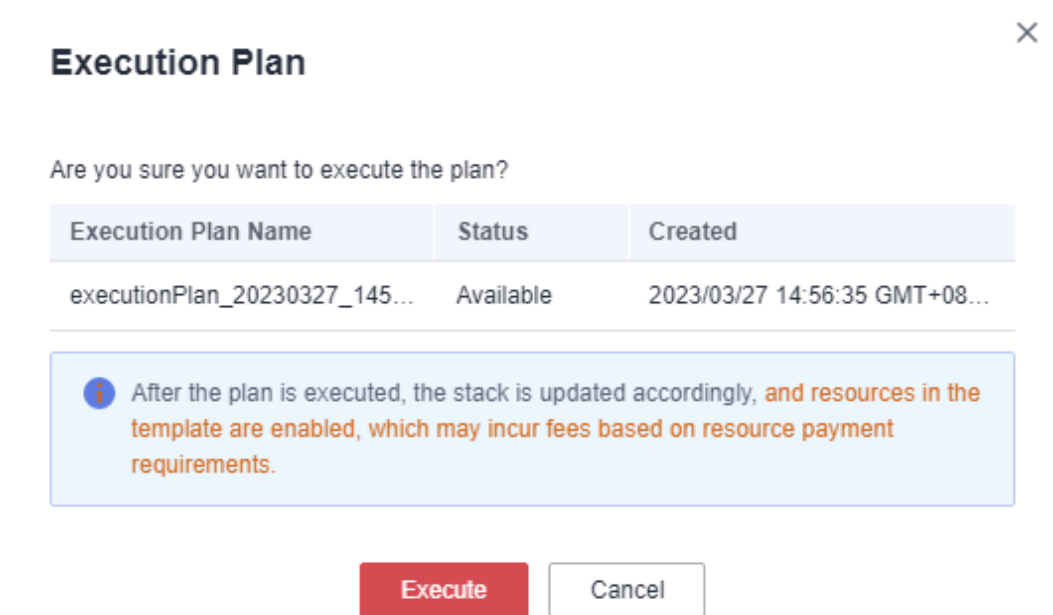 Execution Plan
Are you sure you want to execute the plan?
Execution Plan Name Status Created
executionPlan_20230327_145... Available 2023/03/27 14:56:35 GMT+08...
After the plan is executed, the stack is updated accordingly, and resources in the
template are enabled, which may incur fees based on resource payment
requirements.
Execute Cancel